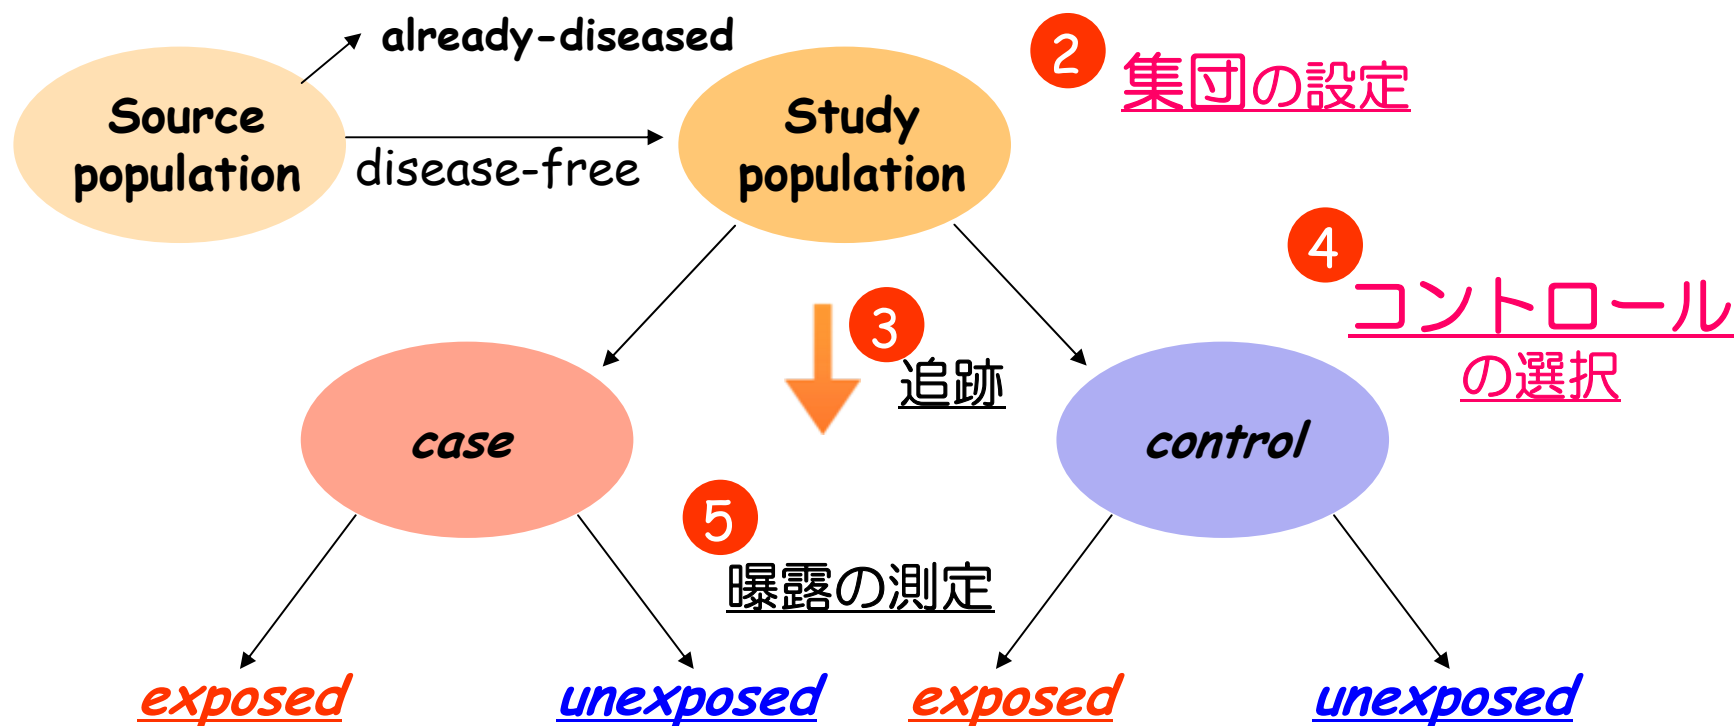 already-diseased
Source
population
disease-free
Study
population
2
集団の設定
4
コントロール
の選択
3
追跡
case
control
5
曝露の測定
exposed
unexposed
exposed
unexposed